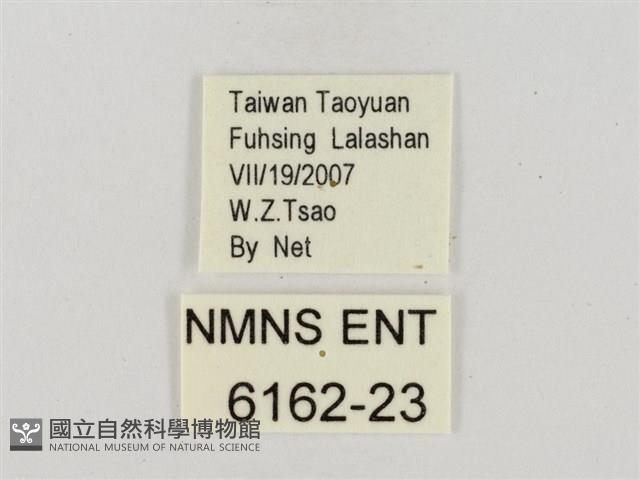 Taiwan Taoyuan
Fuhsing Lalashan
VII/19/2007
W.Z.Tsao
By Net
NMNS ENT
6162-23
國立自然科學博物館
NATIONAL MUSEUM OF NATURAL SCIENCE